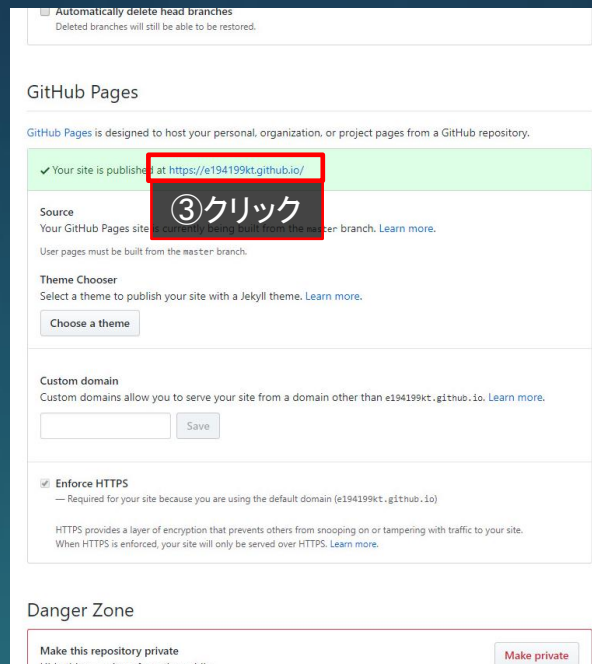 Automatically delete head branches
Deleted branches will still be able to be restored.
GitHub Pages
GitHub Pages is designed to host your personal, organization, or project pages from a GitHub repository.
✔ Your site is published at https://e194199kt.github.io/
③クリック
Source
Your GitHub Pages site is currently being built from the master branch. Learn more.
User pages must be built from the master branch.
Theme Chooser
Select a theme to publish your site with a Jekyll theme. Learn more.
Choose a theme
Custom domain
Custom domains allow you to serve your site from a domain other than e194199kt.github.io. Learn more.
Save
Enforce HTTPS
— Required for your site because you are using the default domain (e194199kt.github.io)
HTTPS provides a layer of encryption that prevents others from snooping on or tampering with traffic to your site.
When HTTPS is enforced, your site will only be served over HTTPS. Learn more.
Danger Zone
Make this repository private
Make private